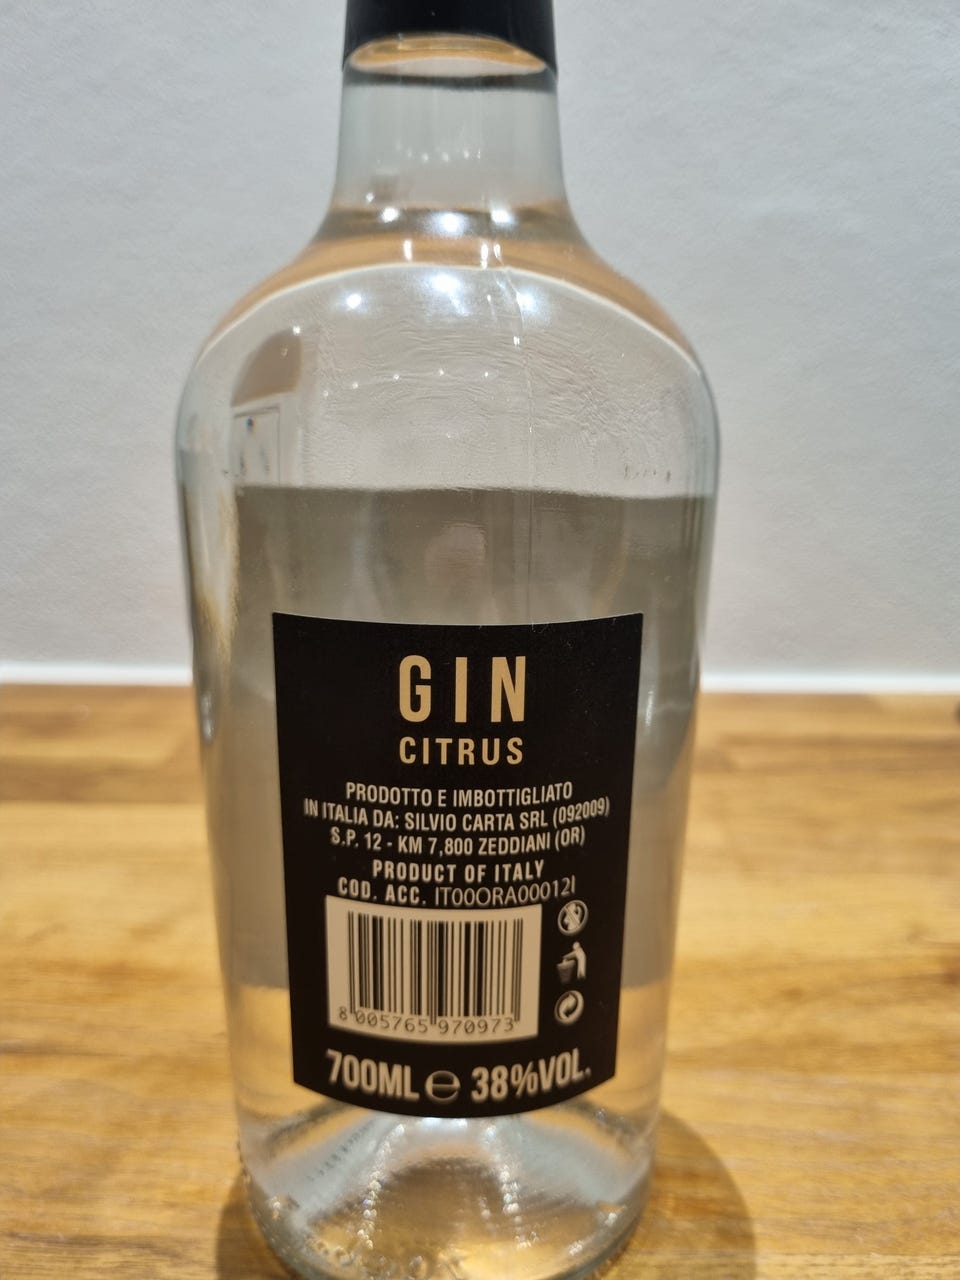 GIN
CITRUS
PRODOTTO E IMBOTTIGLIATO
IN ITALIA DA: SILVIO CARTA SRL (092009)
S.P. 12 - KM 7,800 ZEDDIANI (OR)
PRODUCT OF ITALY
COD. ACC. IT00ORA00012I
8 005765 970973
700ML e 38%VOL.